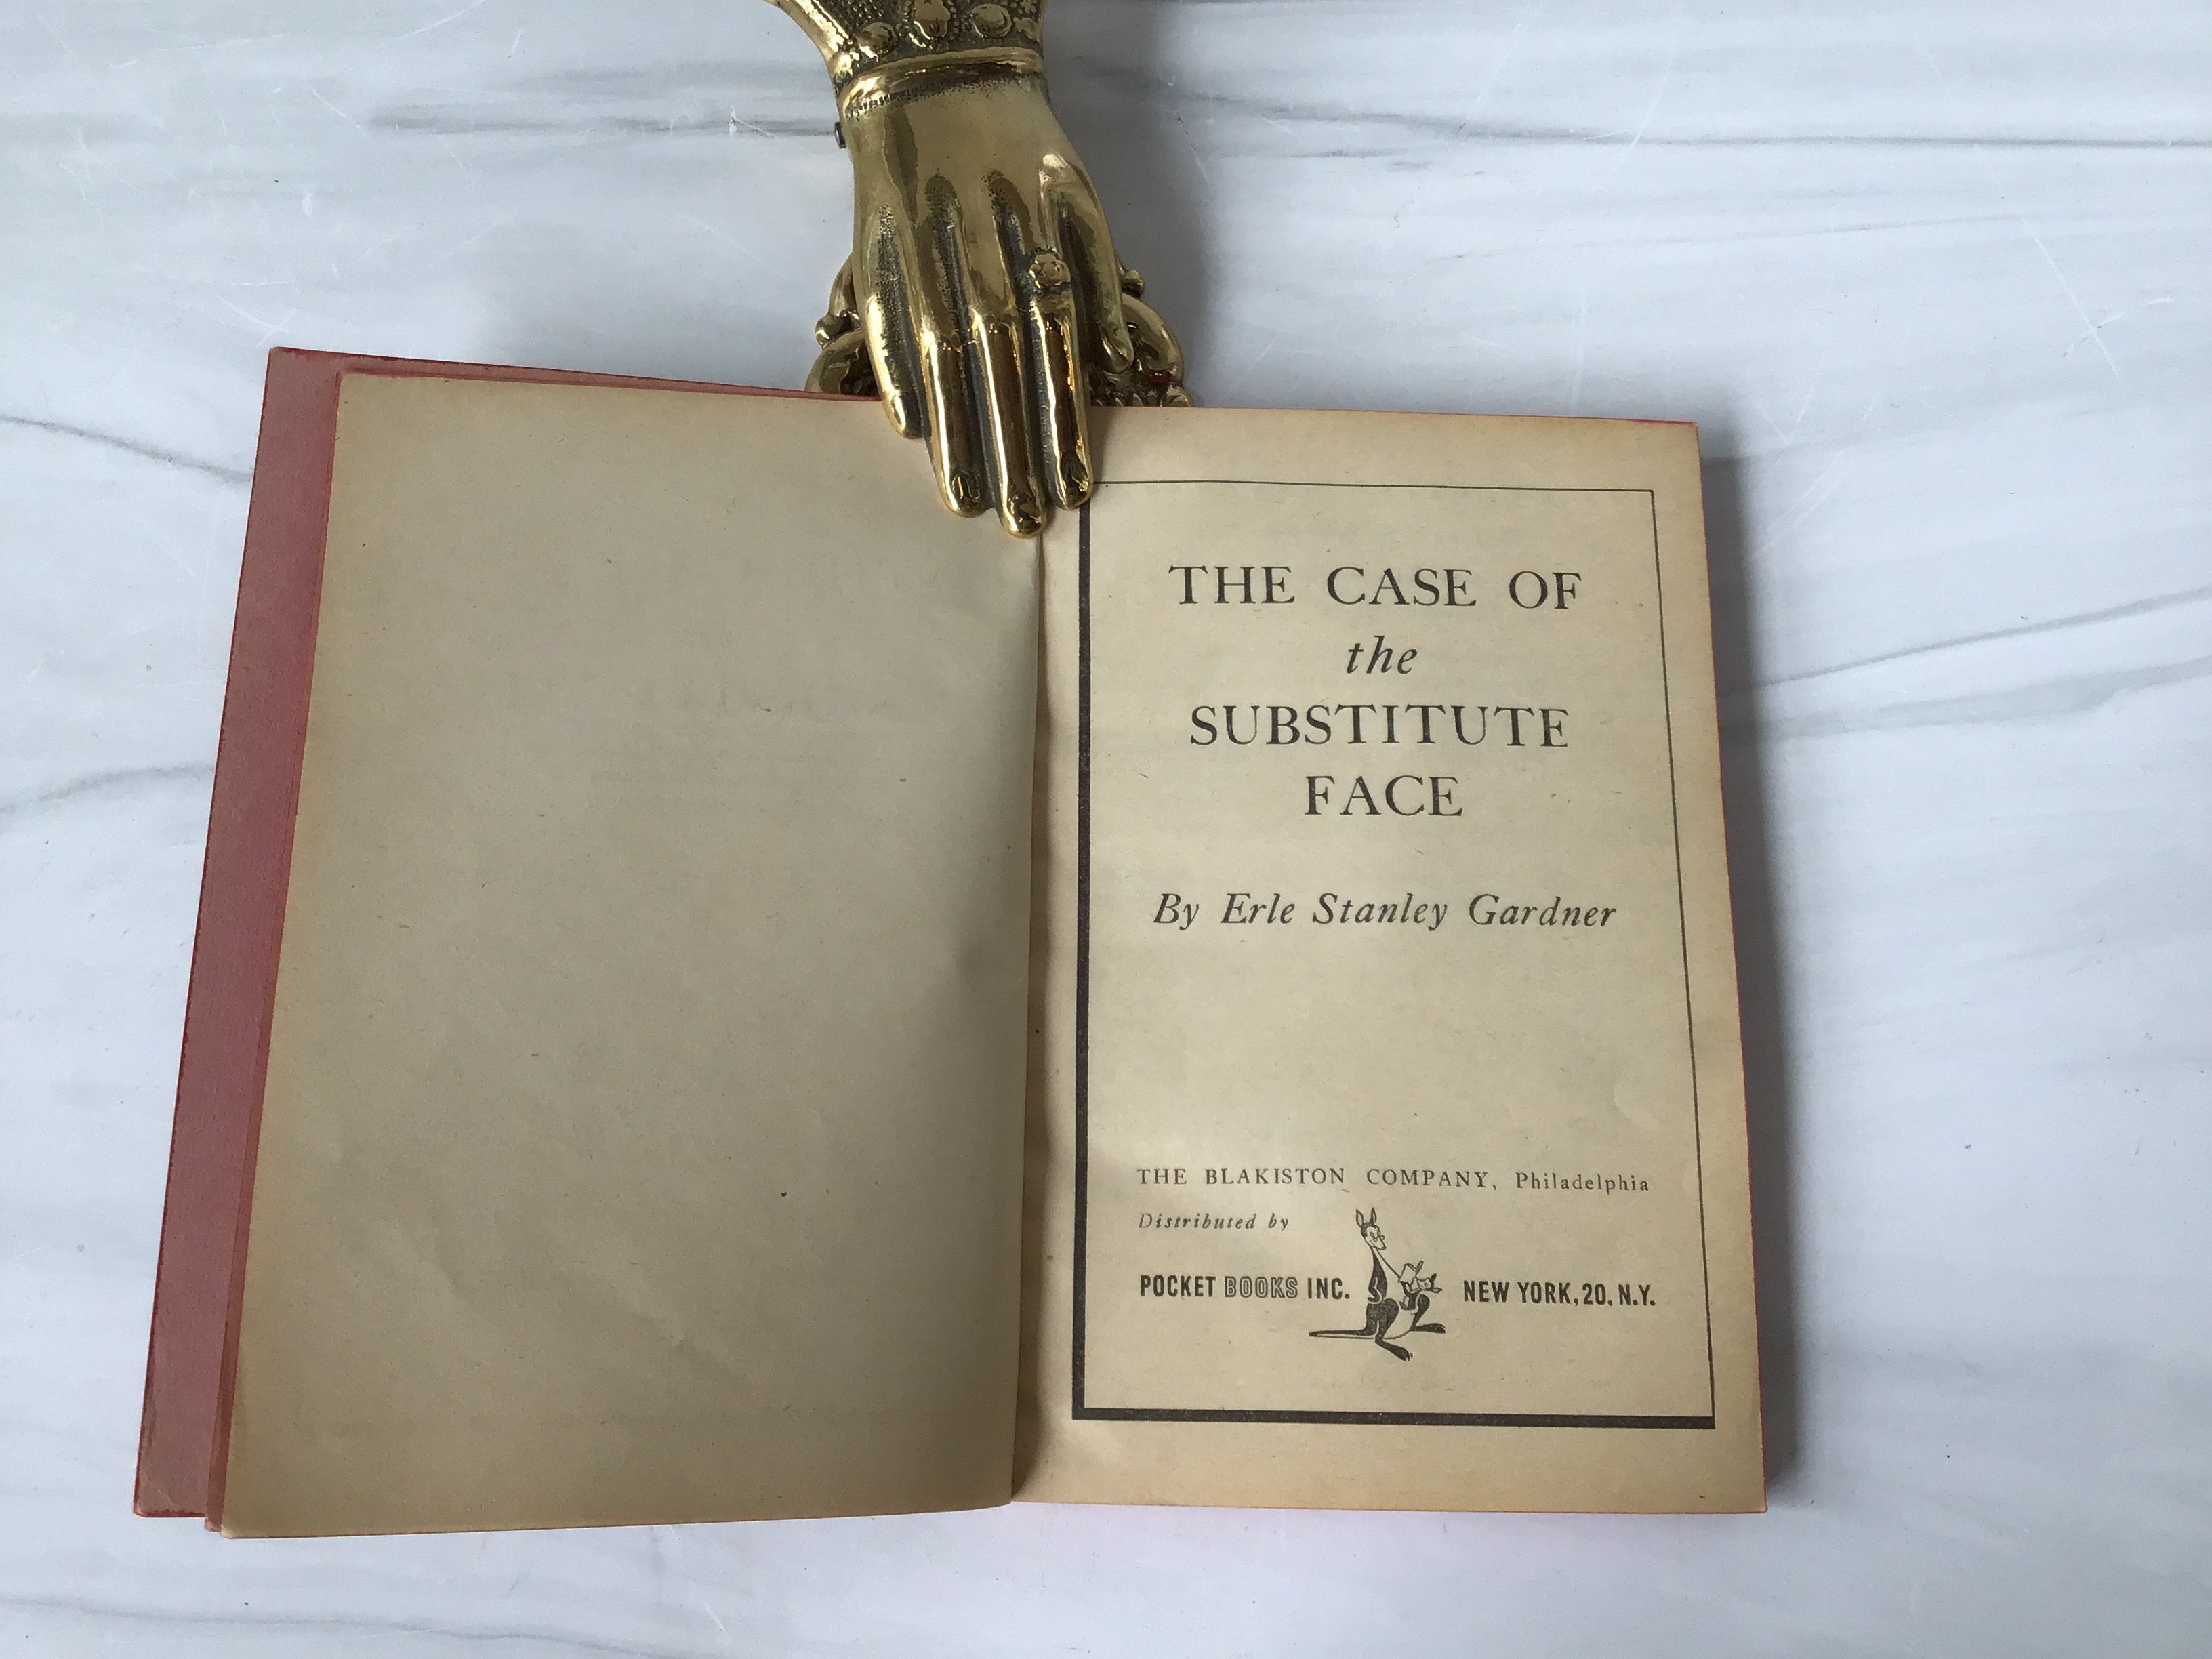 THE CASE OF
the
SUBSTITUTE
FACE
By Erle Stanley Gardner
THE BLAKISTON COMPANY, Philadelphia
Distributed by
POCKET BOOKS INC. NEW YORK, 20, N.Y.